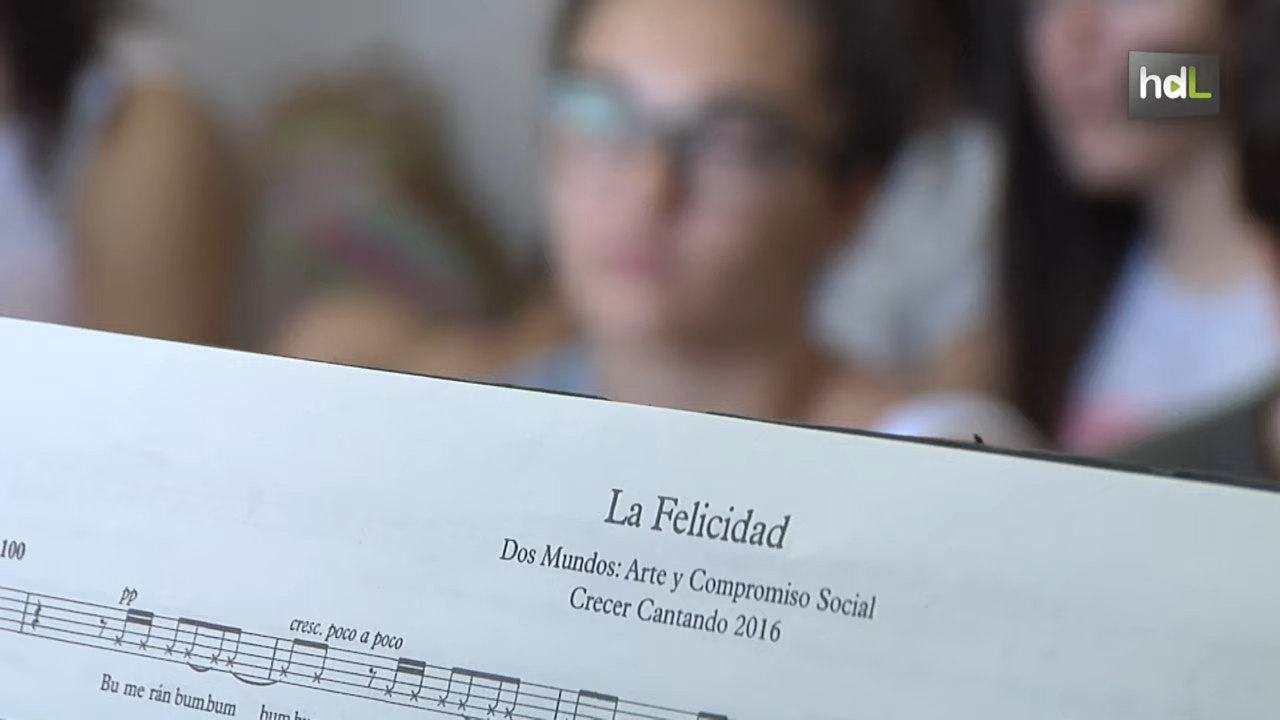 hdL
La Felicidad
Dos Mundos: Arte y Compromiso Social
Crecer Cantando 2016
100
pp
cresc. poco a poco
Bu me rán bum bum